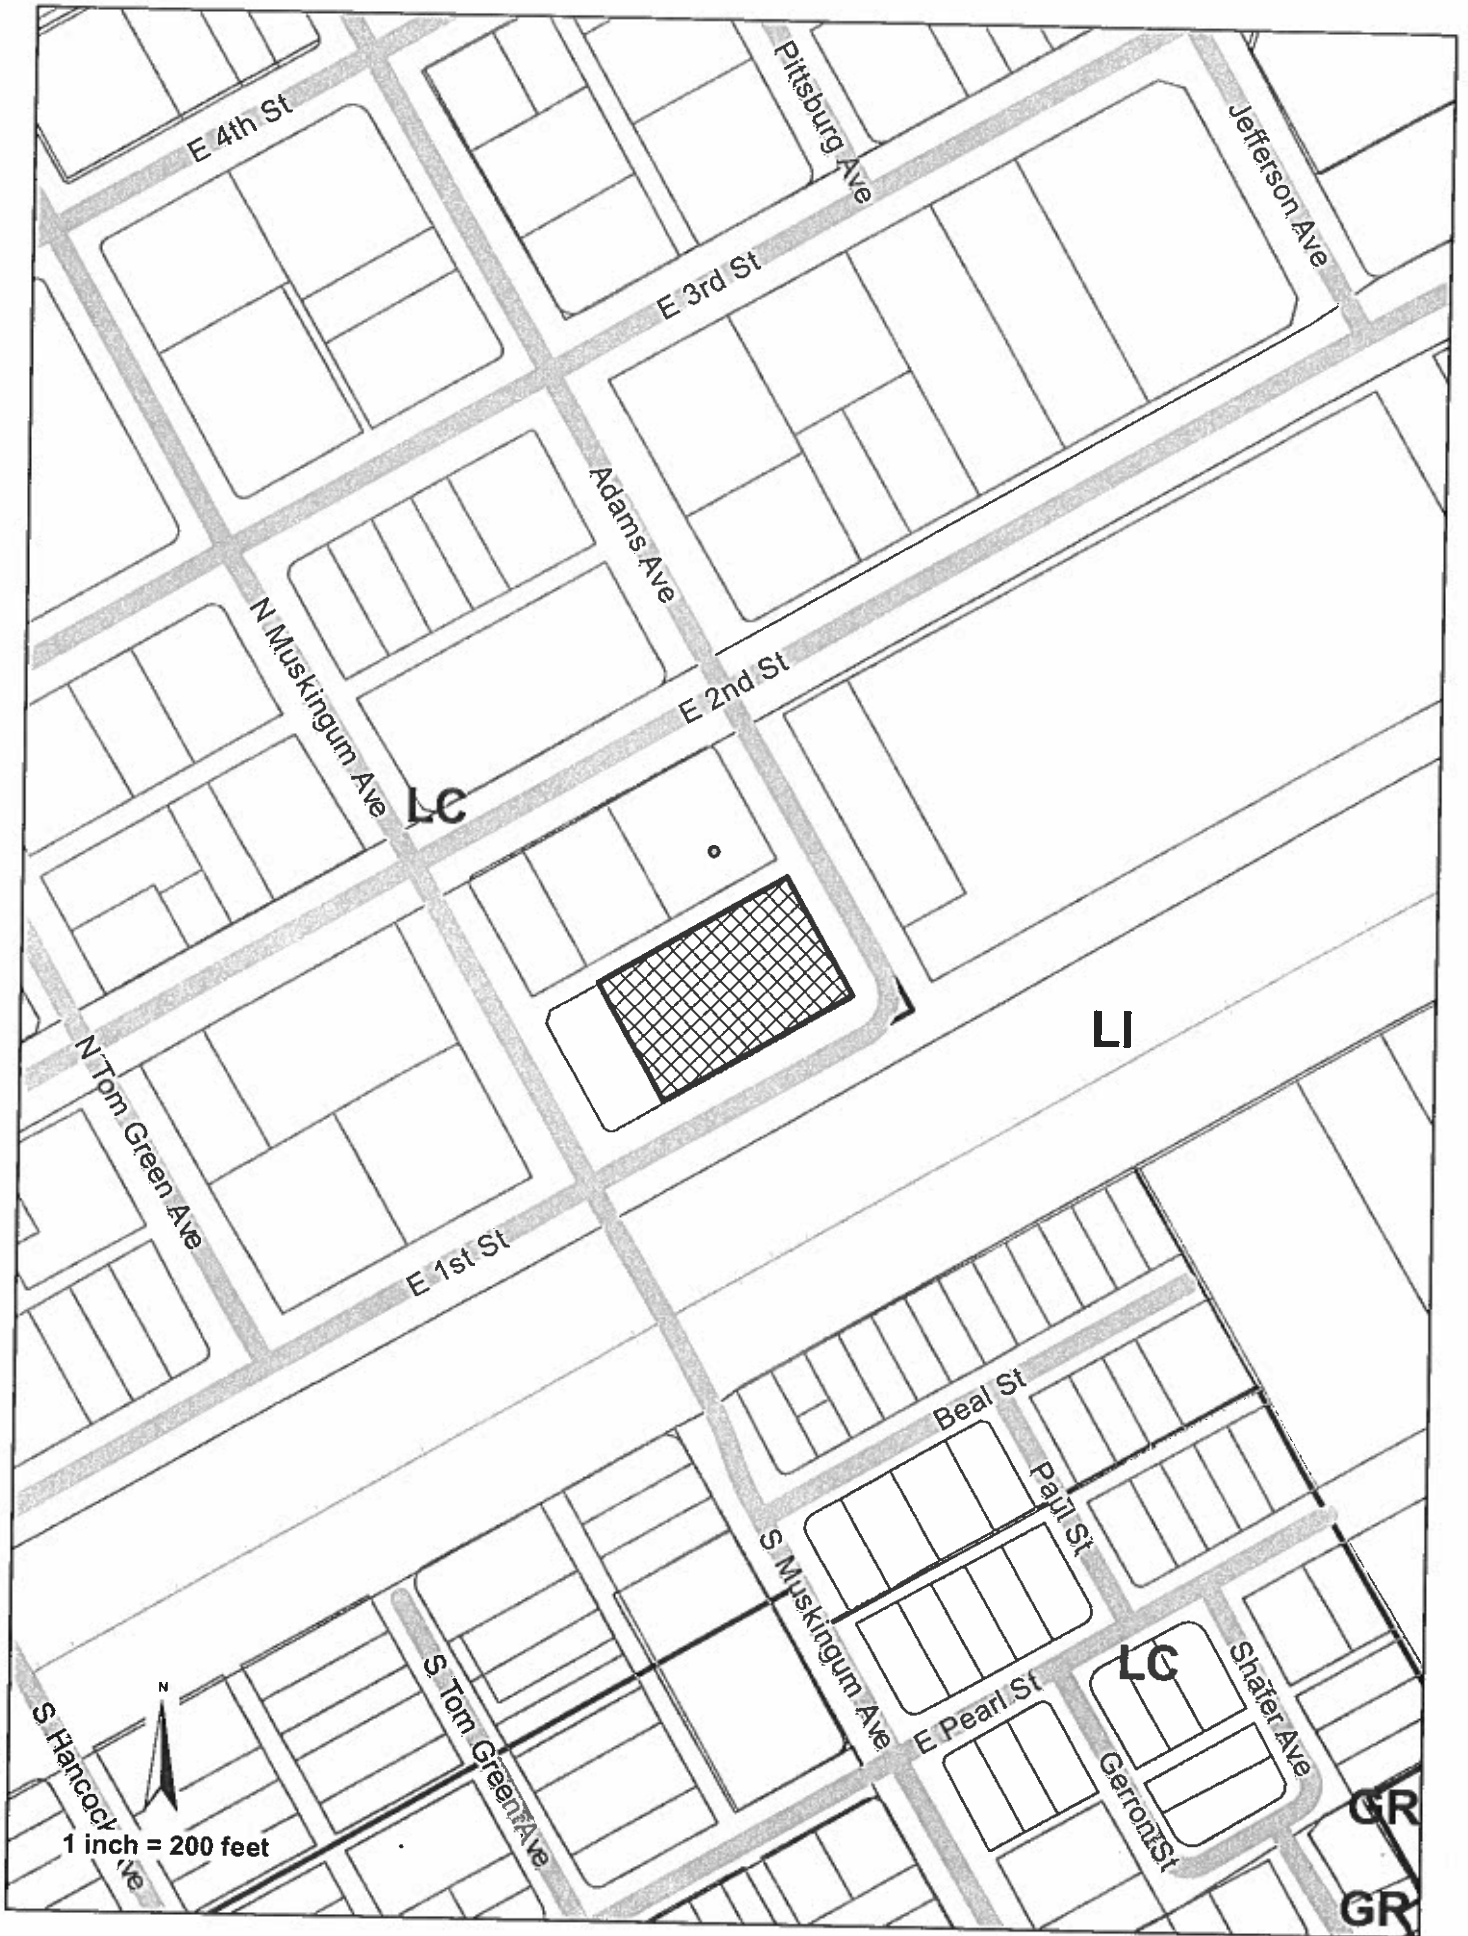 Pittsburg Ave
E 4th St
Jefferson Ave
E 3rd St
Adams Ave
N Muskingum Ave
E 2nd St
LC
LI
N Tom Green Ave
E 1st St
Beal St
Paul St
S Muskingum Ave
LC
Shafer Ave
E Pearl St
S Tom Green Ave
N
S Hancock Ave
Gerron St
GR
1 inch = 200 feet
GR